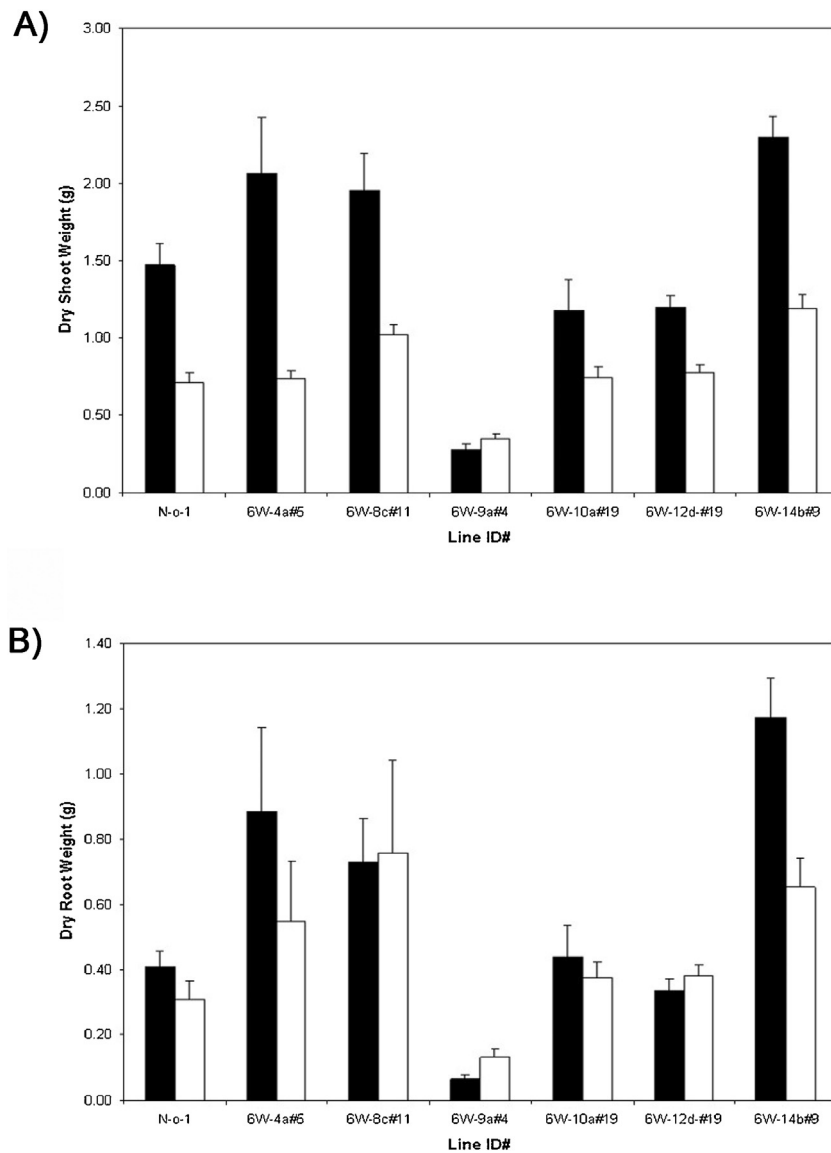 A)
3.00
2.50
2.00
1.50
1.00
0.50
0.00
Dry Shoot Weight (g)
N-o-1 6W-4a#5 6W-8c#11 6W-9a#4 6W-10a#19 6W-12d-#19 6W-14b#9
Line ID#
B)
1.40
1.20
1.00
0.80
0.60
0.40
0.20
0.00
Dry Root Weight (g)
N-o-1 6W-4a#5 6W-8c#11 6W-9a#4 6W-10a#19 6W-12d-#19 6W-14b#9
Line ID#